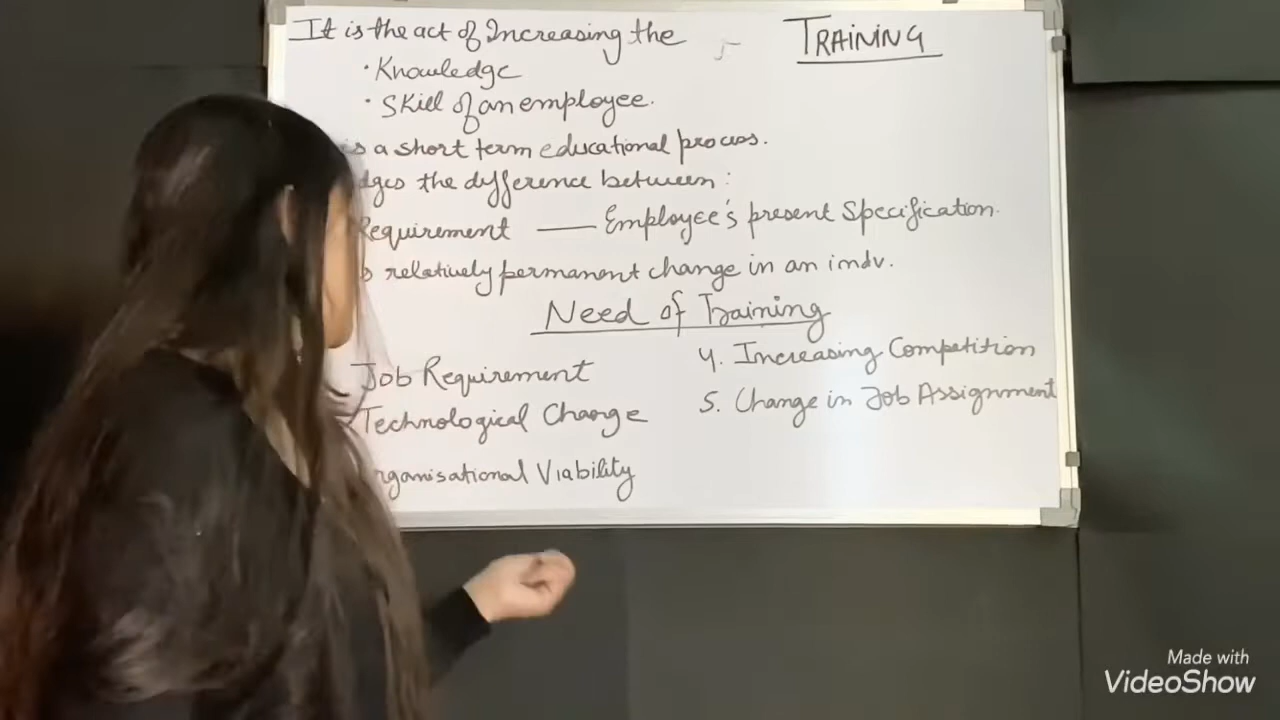 It is the act of Increasing the
TRAINING
· Knowledge
· Skill of an employee.
is a short term educational process.
the difference between :
Requirement —— Employee's present Specification.
relatively permanent change in an indv.
Need of Training
Job Requirement
Technological Change
Viability
4. Increasing Competition
5. Change in Job Assignment
Made with
VideoShow